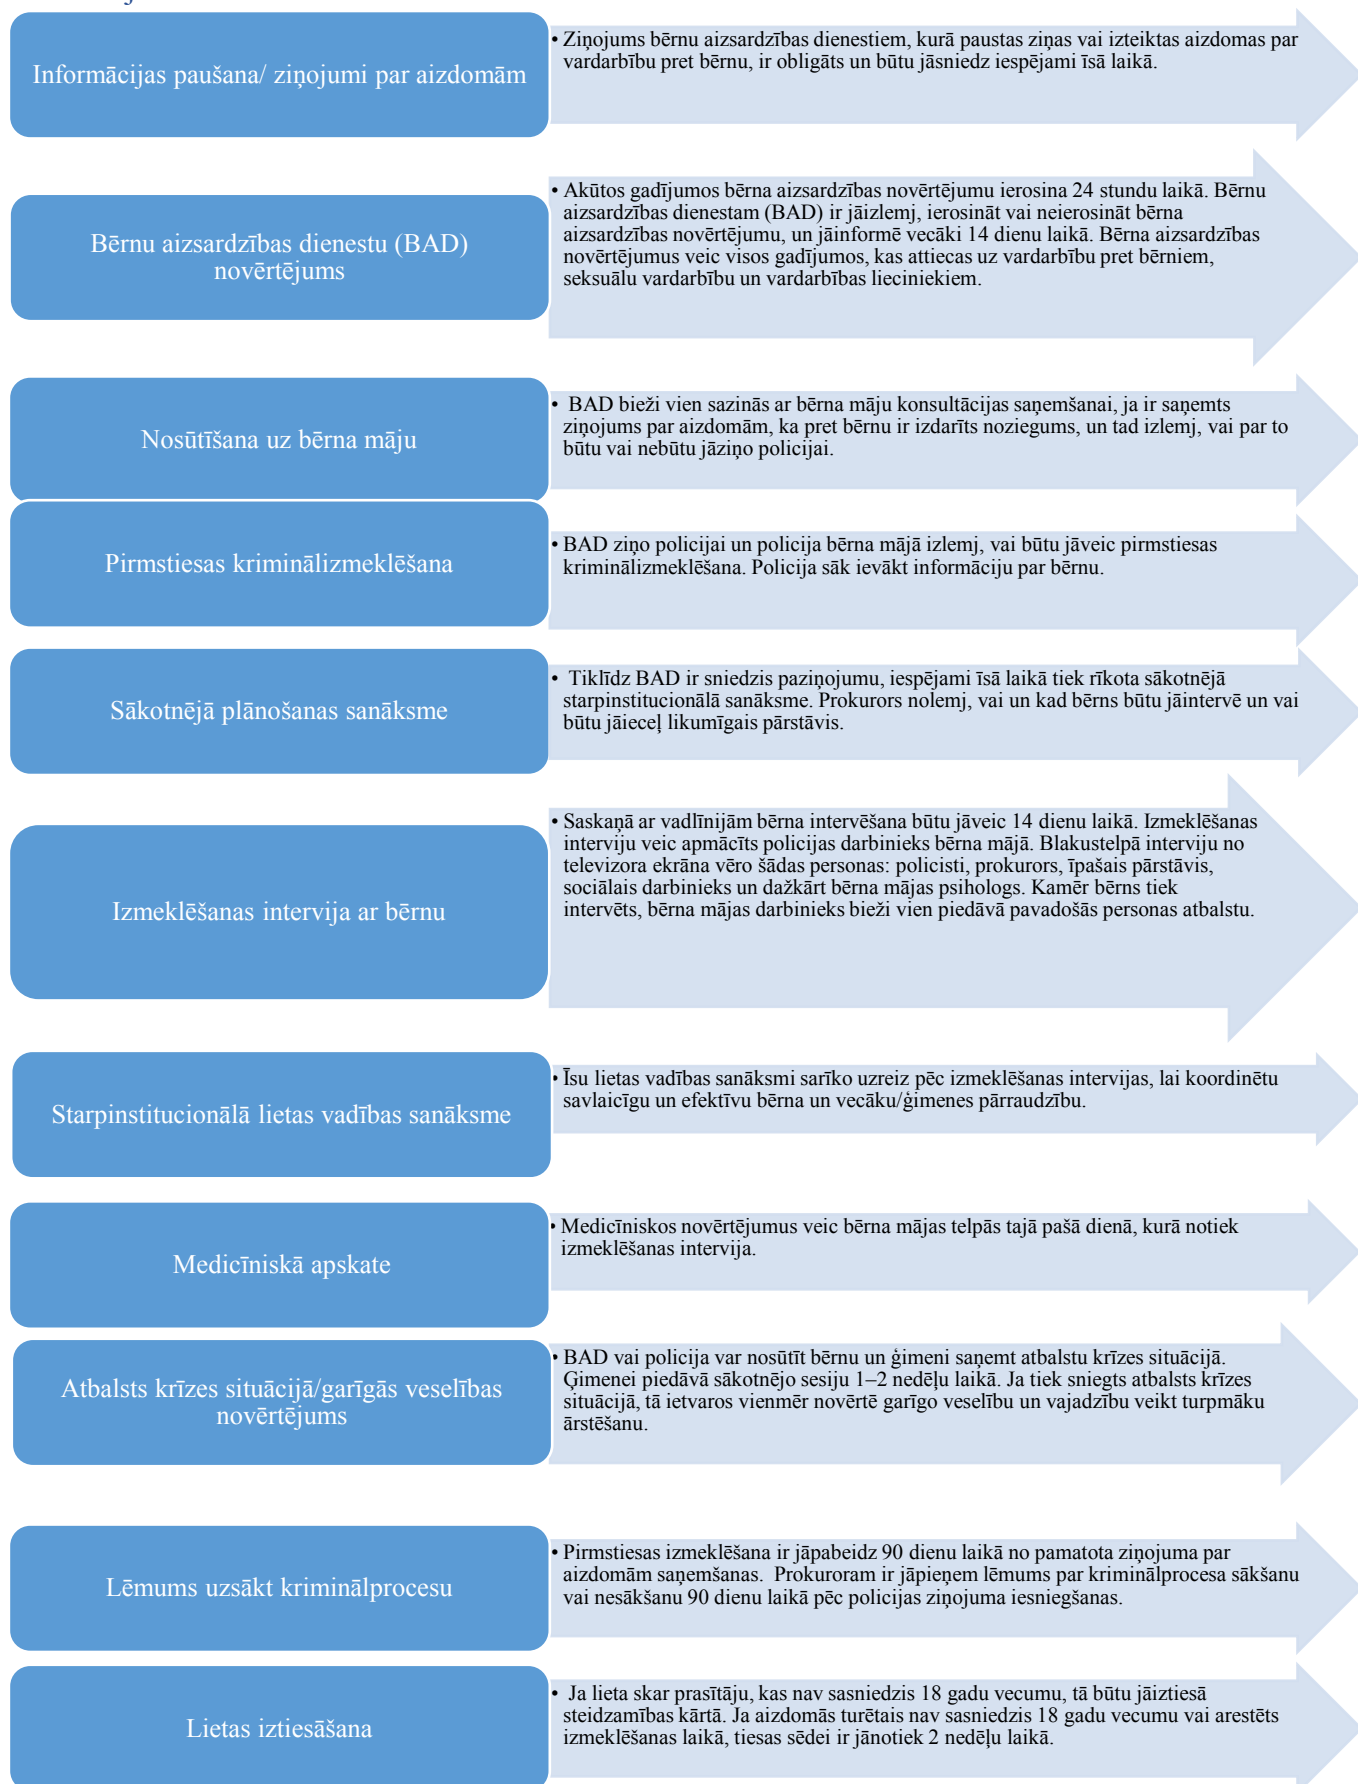 Informācijas paušana/ ziņojumi par aizdomām
• Ziņojums bērnu aizsardzības dienestiem, kurā paustas ziņas vai izteiktas aizdomas par
vardarbību pret bērnu, ir obligāts un būtu jāsniedz iespējami īsā laikā.
Bērnu aizsardzības dienestu (BAD)
novērtējums
• Akūtos gadījumos bērna aizsardzības novērtējumu ierosina 24 stundu laikā. Bērnu
aizsardzības dienestam (BAD) ir jāizlemj, ierosināt vai neierosināt bērna
aizsardzības novērtējumu, un jāinformē vecāki 14 dienu laikā. Bērna aizsardzības
novērtējumus veic visos gadījumos, kas attiecas uz vardarbību pret bērniem,
seksuālu vardarbību un vardarbības lieciniekiem.
Nosūtīšana uz bērna māju
• BAD bieži vien sazinās ar bērna māju konsultācijas saņemšanai, ja ir saņemts
ziņojums par aizdomām, ka pret bērnu ir izdarīts noziegums, un tad izlemj, vai par to
būtu vai nebūtu jāziņo policijai.
Pirmstiesas kriminālizmeklēšana
• BAD ziņo policijai un policija bērna mājā izlemj, vai būtu jāveic pirmstiesas
kriminālizmeklēšana. Policija sāk ievākt informāciju par bērnu.
Sākotnējā plānošanas sanāksme
• Tiklīdz BAD ir sniedzis paziņojumu, iespējami īsā laikā tiek rīkota sākotnējā
starpinstitucionālā sanāksme. Prokurors nolemj, vai un kad bērns būtu jāintervē un vai
būtu jāieceļ likumīgais pārstāvis.
Izmeklēšanas intervija ar bērnu
• Saskaņā ar vadlīnijām bērna intervēšana būtu jāveic 14 dienu laikā. Izmeklēšanas
interviju veic apmācīts policijas darbinieks bērna mājā. Blakustelpā interviju no
televizora ekrāna vēro šādas personas: policisti, prokurors, īpašais pārstāvis,
sociālais darbinieks un dažkārt bērna mājas psihologs. Kamēr bērns tiek
intervēts, bērna mājas darbinieks bieži vien piedāvā pavadošās personas atbalstu.
Starpinstitucionālā lietas vadības sanāksme
• Īsu lietas vadības sanāksmi sarīko uzreiz pēc izmeklēšanas intervijas, lai koordinētu
savlaicīgu un efektīvu bērna un vecāku/ģimenes pārraudzību.
Medicīniskā apskate
• Medicīniskos novērtējumus veic bērna mājas telpās tajā pašā dienā, kurā notiek
izmeklēšanas intervija.
Atbalsts krīzes situācijā/garīgās veselības
novērtējums
• BAD vai policija var nosūtīt bērnu un ģimeni saņemt atbalstu krīzes situācijā.
Ģimenei piedāvā sākotnējo sesiju 1–2 nedēļu laikā. Ja tiek sniegts atbalsts krīzes
situācijā, tā ietvaros vienmēr novērtē garīgo veselību un vajadzību veikt turpmāku
ārstēšanu.
Lēmums uzsākt kriminālprocesu
• Pirmstiesas izmeklēšana ir jāpabeidz 90 dienu laikā no pamatota ziņojuma par
aizdomām saņemšanas. Prokuroram ir jāpieņem lēmums par kriminālprocesa sākšanu
vai nesākšanu 90 dienu laikā pēc policijas ziņojuma iesniegšanas.
Lietas iztiesāšana
• Ja lieta skar prasītāju, kas nav sasniedzis 18 gadu vecumu, tā būtu jāiztiesā
steidzamības kārtā. Ja aizdomās turētais nav sasniedzis 18 gadu vecumu vai arestēts
izmeklēšanas laikā, tiesas sēdei ir jānotiek 2 nedēļu laikā.